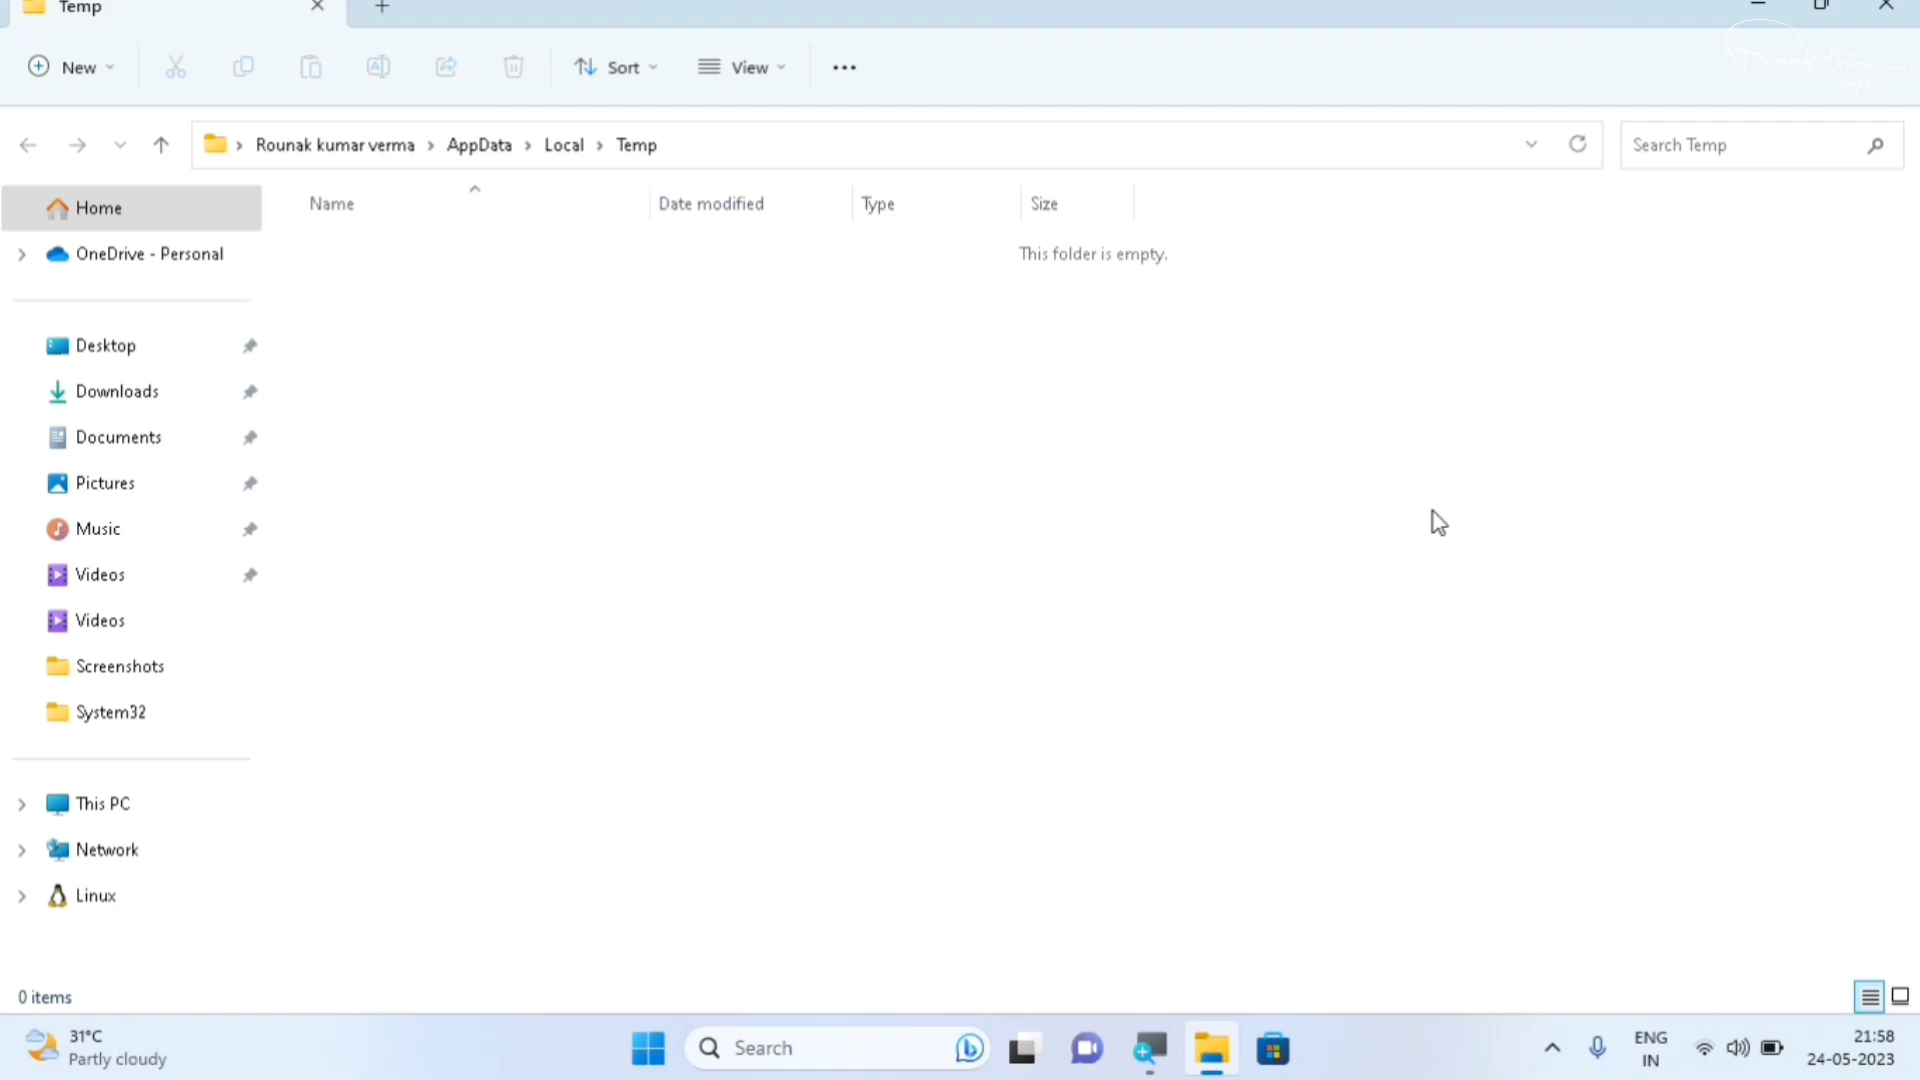 Temp
New
Sort
View
Rounak kumar verma > AppData > Local > Temp
Search Temp
Name
Date modified
Type
Size
This folder is empty.
Home
OneDrive - Personal
Desktop
Downloads
Documents
Pictures
Music
Videos
Videos
Screenshots
System32
This PC
Network
Linux
0 items
31°C
Partly cloudy
Search
ENG
IN
21:58
24-05-2023